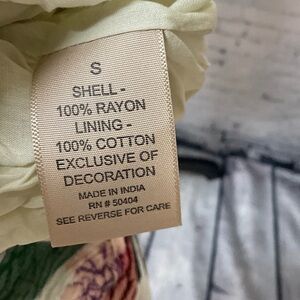 S
SHELL -
100% RAYON
LINING -
100% COTTON
EXCLUSIVE OF
DECORATION
MADE IN INDIA
RN # 50404
SEE REVERSE FOR CARE